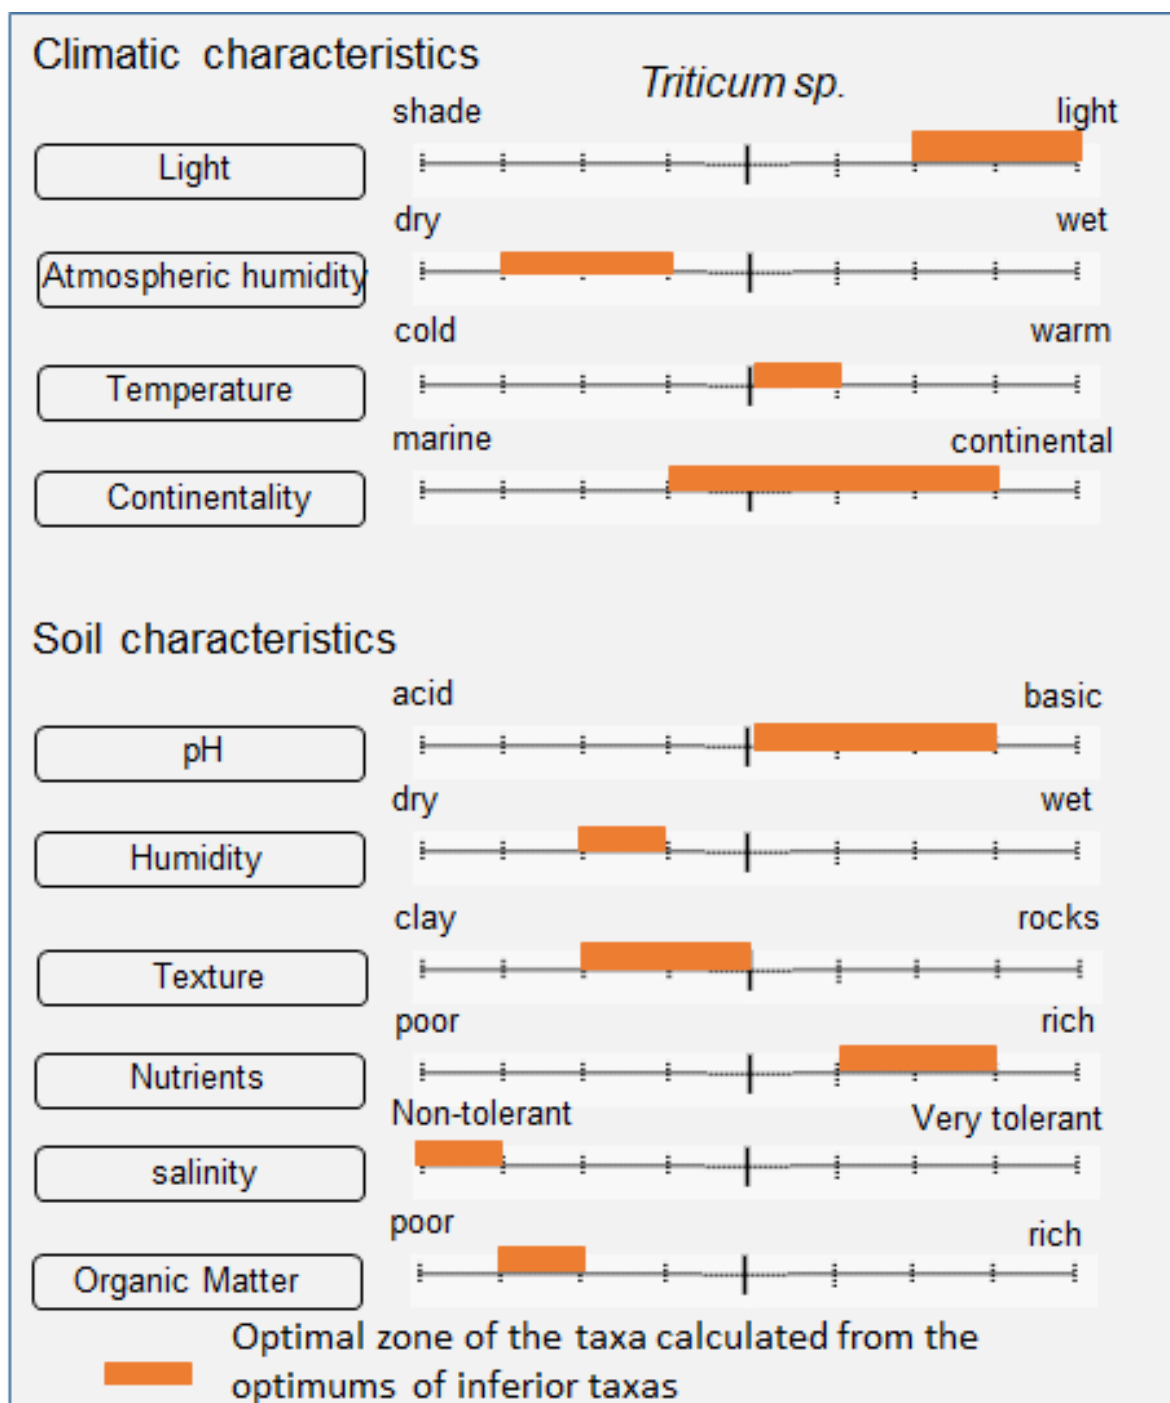 Climatic characteristics
Triticum sp.
shade light
Light
dry wet
Atmospheric humidity
cold warm
Temperature
marine continental
Continentality
Soil characteristics
acid basic
pH
dry wet
Humidity
clay rocks
Texture
poor rich
Nutrients
Non-tolerant Very tolerant
salinity
poor rich
Organic Matter
Optimal zone of the taxa calculated from the
optimums of inferior taxas